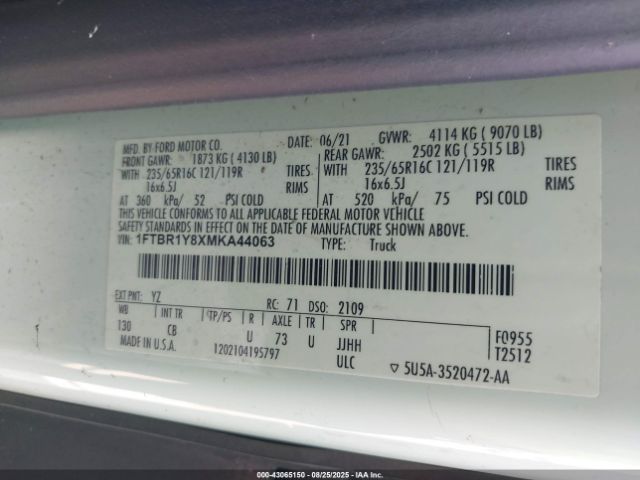 MFD. BY FORD MOTOR CO. 06/21 GVWR: 4114 KG ( 9070 LB)
FRONT GAWR: 1873 KG ( 4130 LB) REAR GAWR: 2502 KG ( 5515 LB)
WITH 235/65R16C 121/119R TIRES WITH 235/65R16C 121/119R TIRES
16x6.5J RIMS 16x6.5J RIMS
AT 360 kPa/ 52 PSI COLD AT 520 kPa/ 75 PSI COLD
THIS VEHICLE CONFORMS TO ALL APPLICABLE FEDERAL MOTOR VEHICLE
SAFETY STANDARDS IN EFFECT ON THE DATE OF MANUFACTURE SHOWN ABOVE.
VIN: 1FTBR1Y8XMKA44063 TYPE: Truck
EXT PNT: YZ RC: 71 DSO: 2109
WB INT TR TP/PS R AXLE TR SPR F0955
130 CB U 73 U JJHH T2512
MADE IN U.S.A. 1202104195797 ULC ▽ 5U5A-3520472-AA
000-43065150 - 08/25/2025 - IAA Inc.